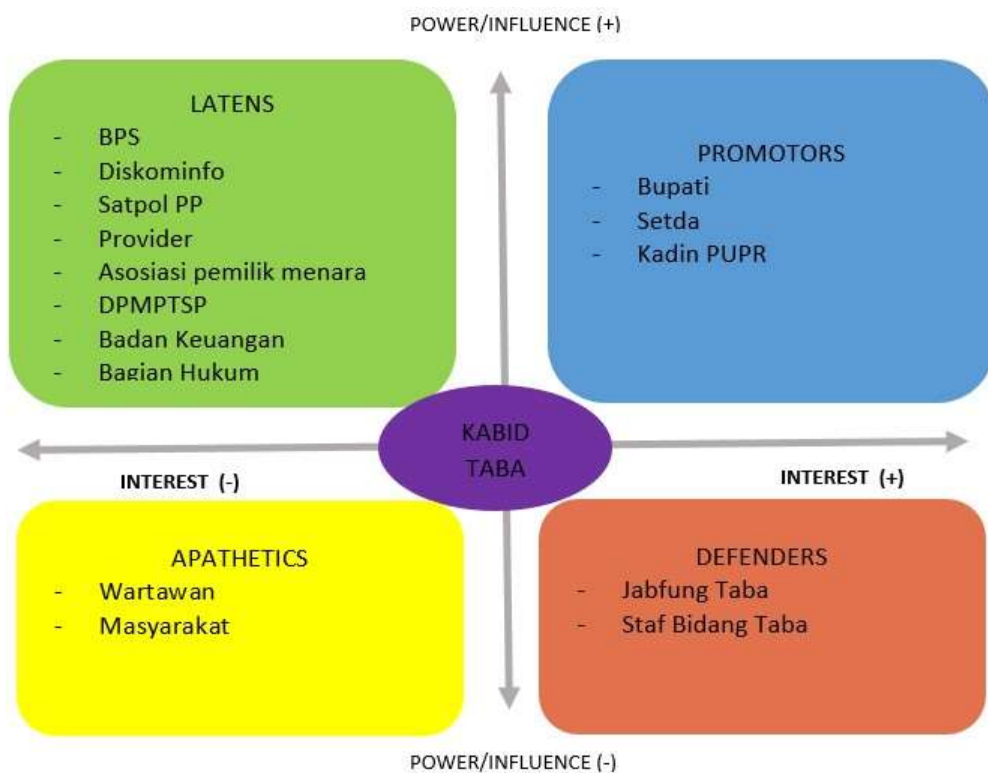 POWER/INFLUENCE (+)
LATENS
- BPS
- Diskominfo
- Satpol PP
- Provider
- Asosiasi pemilik menara
- DPMPTSP
- Badan Keuangan
- Bagian Hukum
PROMOTORS
- Bupati
- Setda
- Kadin PUPR
KABID
TABA
INTEREST (-)
INTEREST (+)
APATHETICS
- Wartawan
- Masyarakat
DEFENDERS
- Jabfung Taba
- Staf Bidang Taba
POWER/INFLUENCE (-)